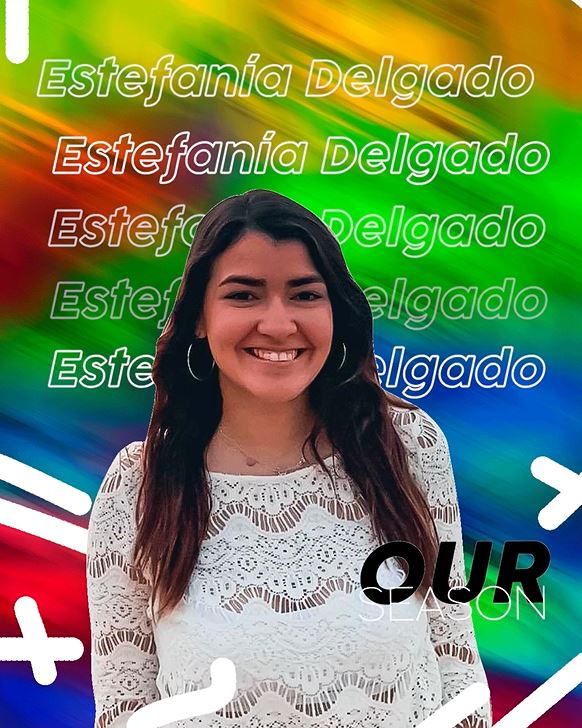 Estefanía Delgado
Estefanía Delgado
Estefa Delgado
Estef elgado
Este elgado
OUR
SEASON